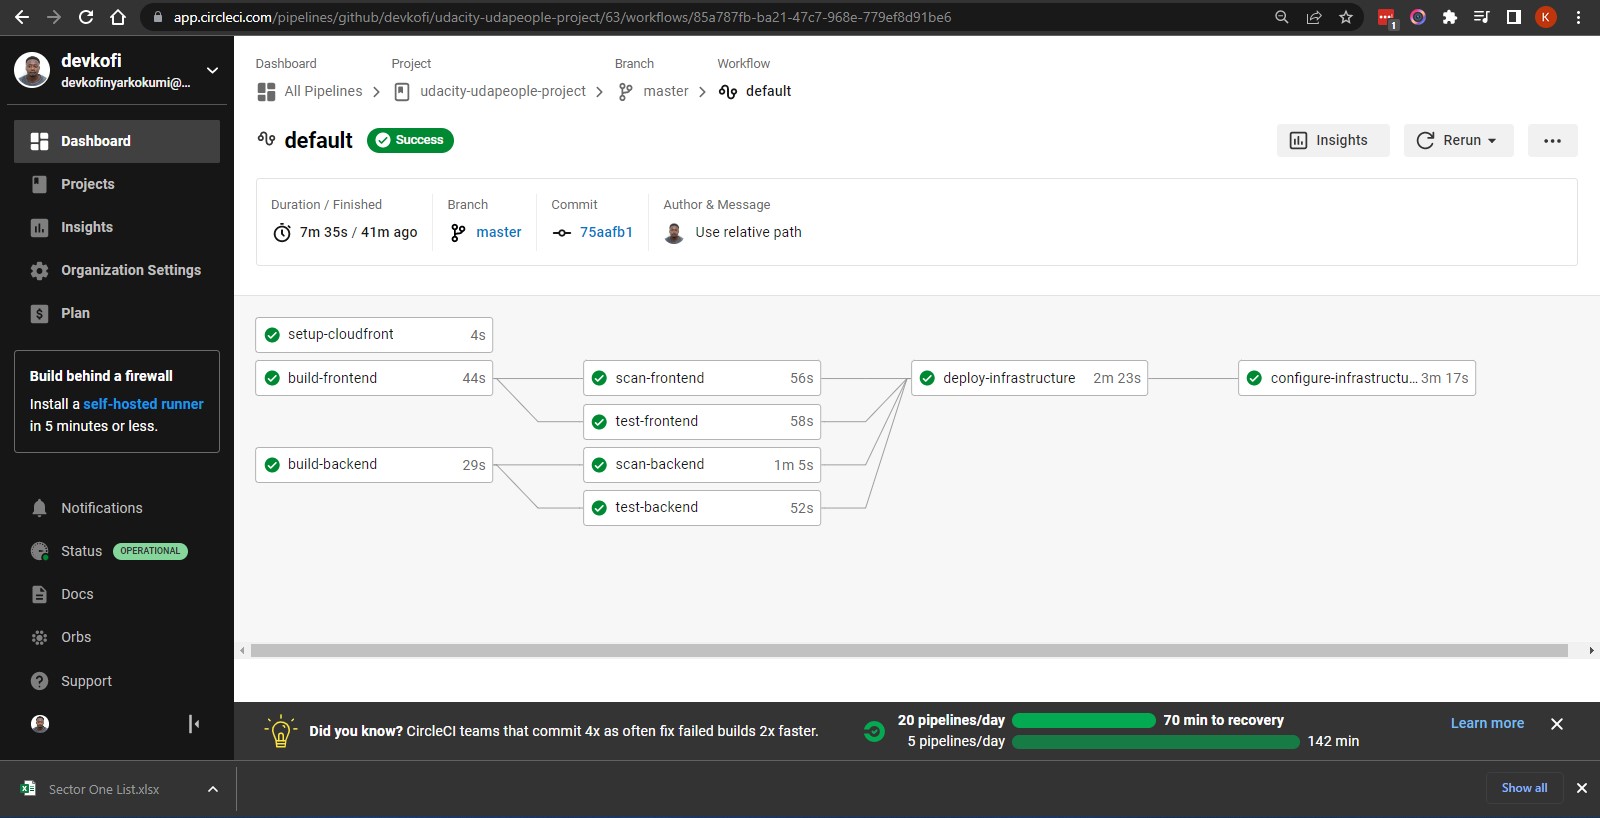 app.circleci.com/pipelines/github/devkofi/udacity-udapeople-project/63/workflows/85a787fb-ba21-47c7-968e-779ef8d91be6
1
K
devkofi
devkofinyarkokumi@...
Dashboard
Projects
Insights
Organization Settings
Plan
Build behind a firewall
Install a self-hosted runner
in 5 minutes or less.
Notifications
Status OPERATIONAL
Docs
Orbs
Support
Dashboard Project Branch Workflow
All Pipelines udacity-udapeople-project master default
default Success
Insights Rerun
Duration / Finished Branch Commit Author & Message
7m 35s / 41m ago master 75aafb1 Use relative path
setup-cloudfront 4s
build-frontend 44s scan-frontend 56s deploy-infrastructure 2m 23s configure-infrastructu... 3m 17s
test-frontend 58s
build-backend 29s scan-backend 1m 5s
test-backend 52s
Did you know? CircleCI teams that commit 4x as often fix failed builds 2x faster.
20 pipelines/day 70 min to recovery
5 pipelines/day 142 min
Learn more
Sector One List.xlsx
Show all